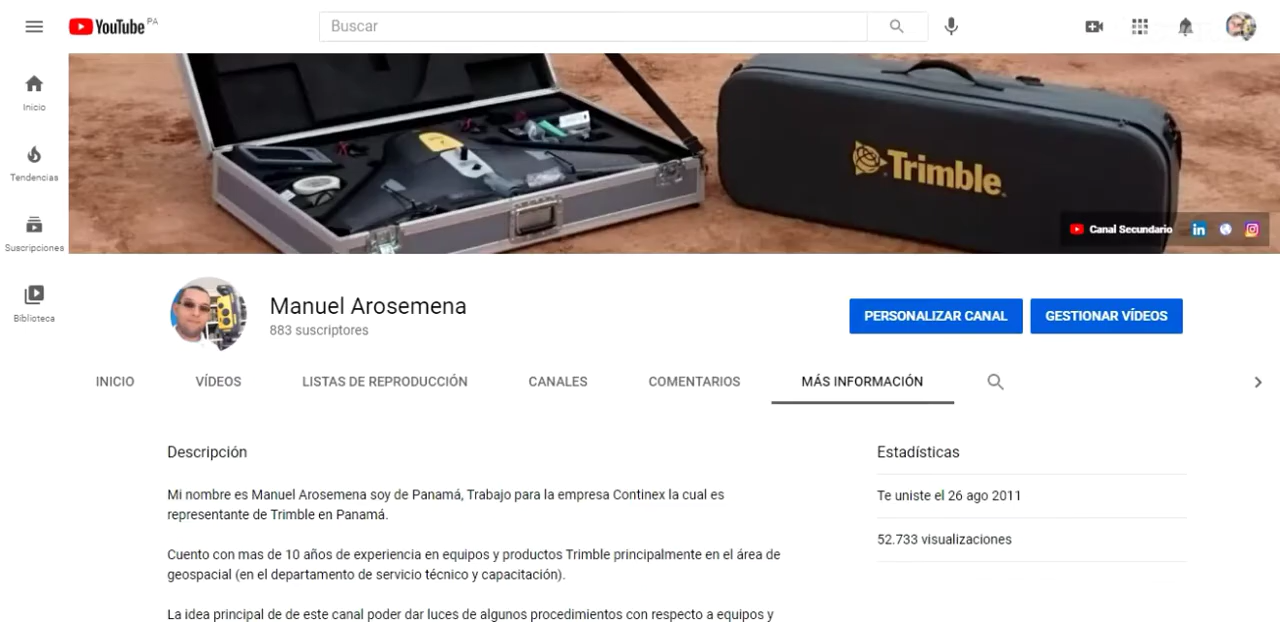 YouTube PA
Buscar
Inicio
Tendencias
Suscripciones
Biblioteca
Trimble
Canal Secundario
Manuel Arosemena
883 suscriptores
PERSONALIZAR CANAL
GESTIONAR VÍDEOS
INICIO VÍDEOS LISTAS DE REPRODUCCIÓN CANALES COMENTARIOS MÁS INFORMACIÓN
Descripción
Mi nombre es Manuel Arosemena soy de Panamá, Trabajo para la empresa Continex la cual es
representante de Trimble en Panamá.
Cuento con mas de 10 años de experiencia en equipos y productos Trimble principalmente en el área de
geospacial (en el departamento de servicio técnico y capacitación).
La idea principal de de este canal poder dar luces de algunos procedimientos con respecto a equipos y
Estadísticas
Te uniste el 26 ago 2011
52.733 visualizaciones